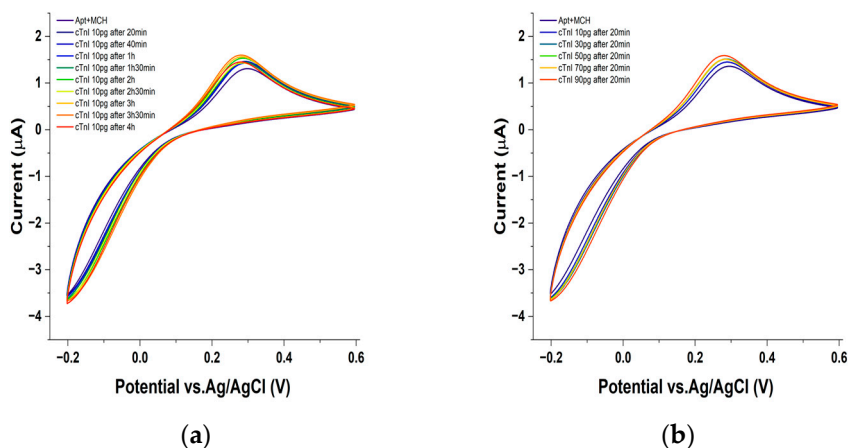 Apt+MCH
cTnI 10pg after 20min
cTnI 10pg after 40min
cTnI 10pg after 1h
cTnI 10pg after 1h30min
cTnI 10pg after 2h
cTnI 10pg after 2h30min
cTnI 10pg after 3h
cTnI 10pg after 3h30min
cTnI 10pg after 4h
Current (μA)
2
1
0
−1
−2
−3
−4
−0.2 0.0 0.2 0.4 0.6
Potential vs.Ag/AgCl (V)
(a)
Apt+MCH
cTnI 10pg after 20min
cTnI 30pg after 20min
cTnI 50pg after 20min
cTnI 70pg after 20min
cTnI 90pg after 20min
Current (μA)
2
1
0
−1
−2
−3
−4
−0.2 0.0 0.2 0.4 0.6
Potential vs.Ag/AgCl (V)
(b)